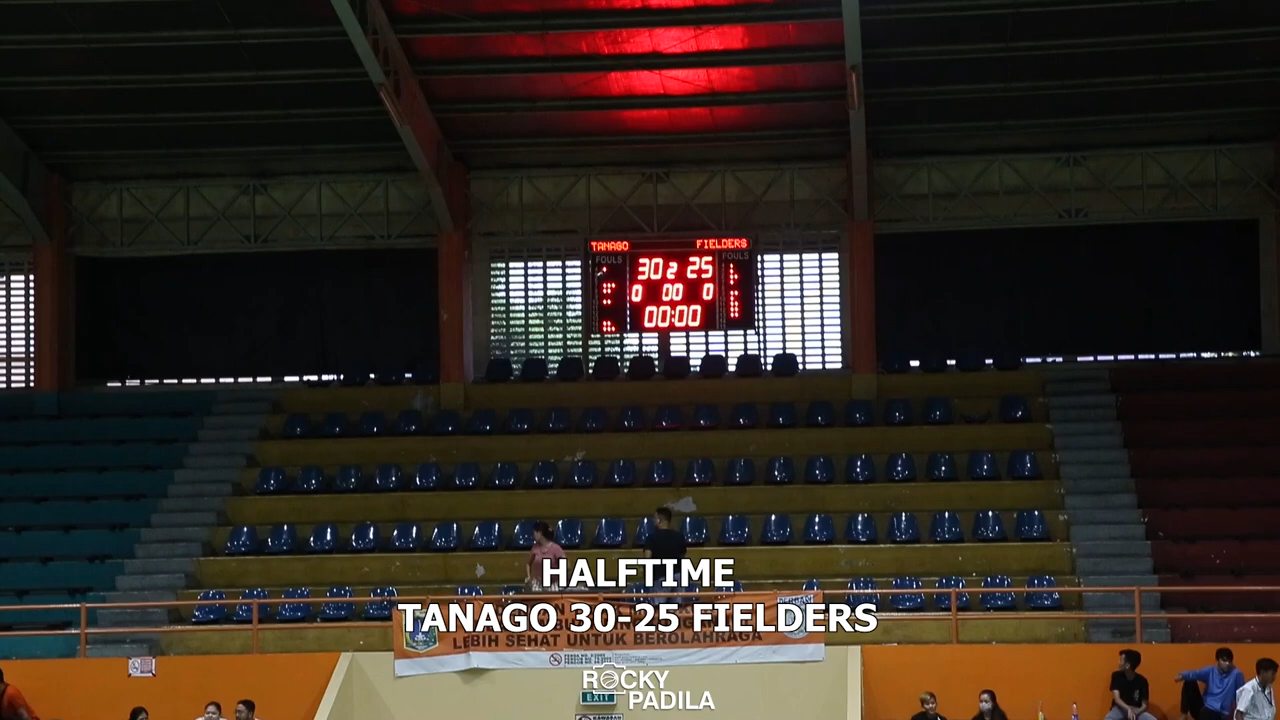 TANAGO FIELDERS
FOULS FOULS
30 2 25
0 00 0
00:00
HALFTIME
TANAGO 30-25 FIELDERS
LEBIH SEHAT UNTUK BEROLAHRAGA
ROCKY
PADILA
EXIT